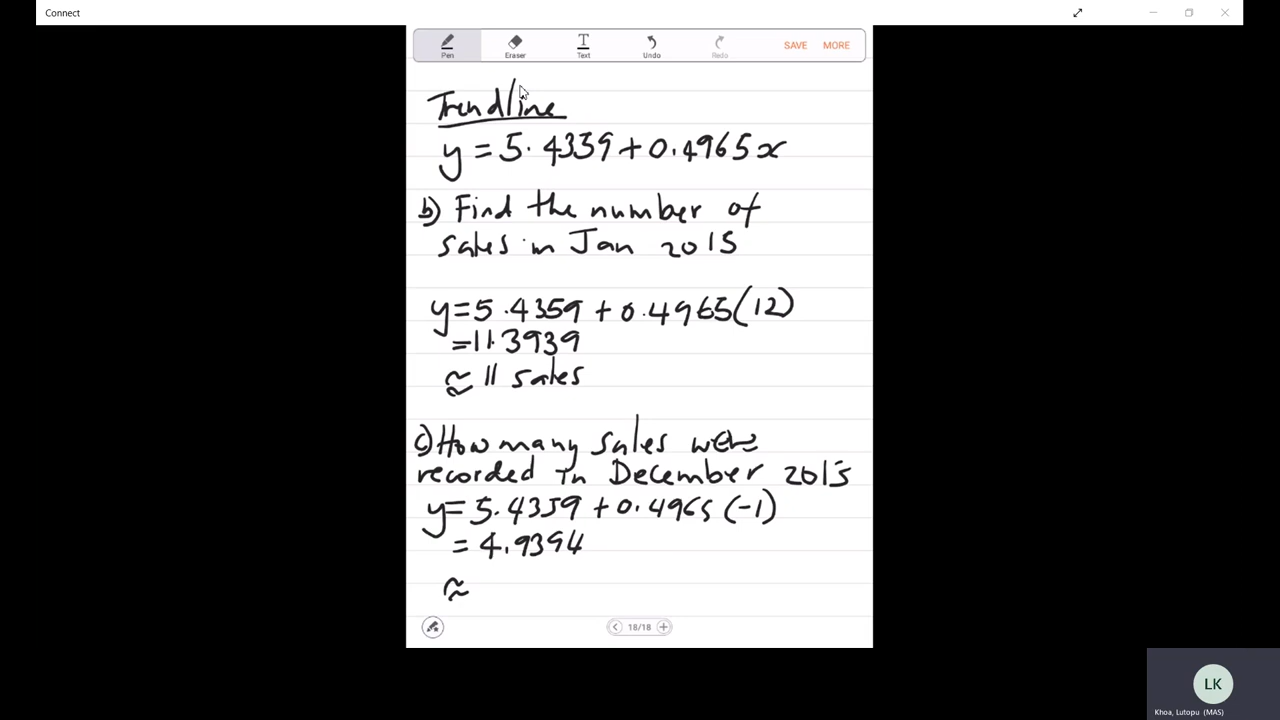 Connect
Pen
Eraser
Text
Undo
Redo
SAVE
MORE
Trendline
y = 5.4359 + 0.4965x
b) Find the number of
sales in Jan 2015
y = 5.4359 + 0.4965(12)
= 11.3939
≈ 11 sales
c) How many sales were
recorded in December 2015
y = 5.4359 + 0.4965(-1)
= 4.9394
≈
18/18
LK
Khoa, Lutopu (MAS)